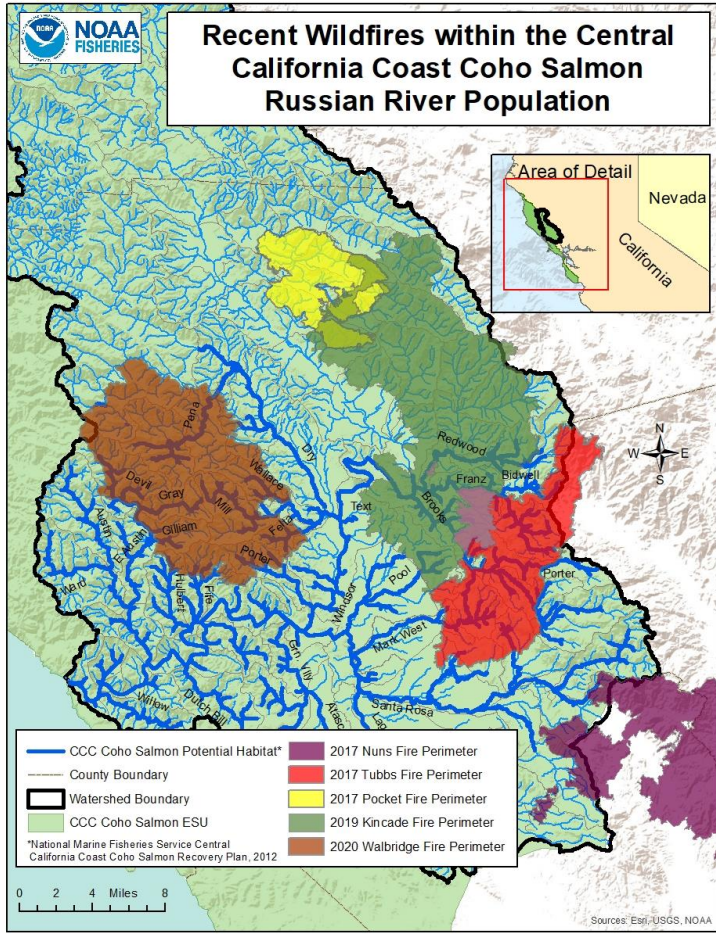 NOAA
FISHERIES
Recent Wildfires within the Central
California Coast Coho Salmon
Russian River Population
Area of Detail
Nevada
California
N
W E
S
Pena
Dry
Wallace
Devil
Gray
Mill
Felta
Gilliam
Porter
Austin
E. Austin
Ward
Hulbert
Fife
Redwood
Franz
Bidwell
Brooks
Text
Pool
Porter
Windsor
Mark West
Grn Vlly
Santa Rosa
Willow
Dutch Bill
Atasc
Lag
CCC Coho Salmon Potential Habitat*
County Boundary
Watershed Boundary
CCC Coho Salmon ESU
*National Marine Fisheries Service Central
California Coast Coho Salmon Recovery Plan, 2012
2017 Nuns Fire Perimeter
2017 Tubbs Fire Perimeter
2017 Pocket Fire Perimeter
2019 Kincade Fire Perimeter
2020 Walbridge Fire Perimeter
0 2 4 Miles 8
Sources: Esri, USGS, NOAA